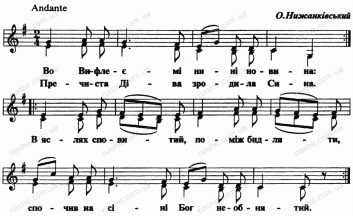 Andante
О.Нижанківський
Во Ви-фле-є-мі ни-ні но-ви-на:
Пре-чи-ста Ді-ва зро-ди-ла Си-на.
В яс-лях спо-ви-тий, по-між бид-ля-ти,
спо-чив на сі-ні Бог не-об-ня-тий.